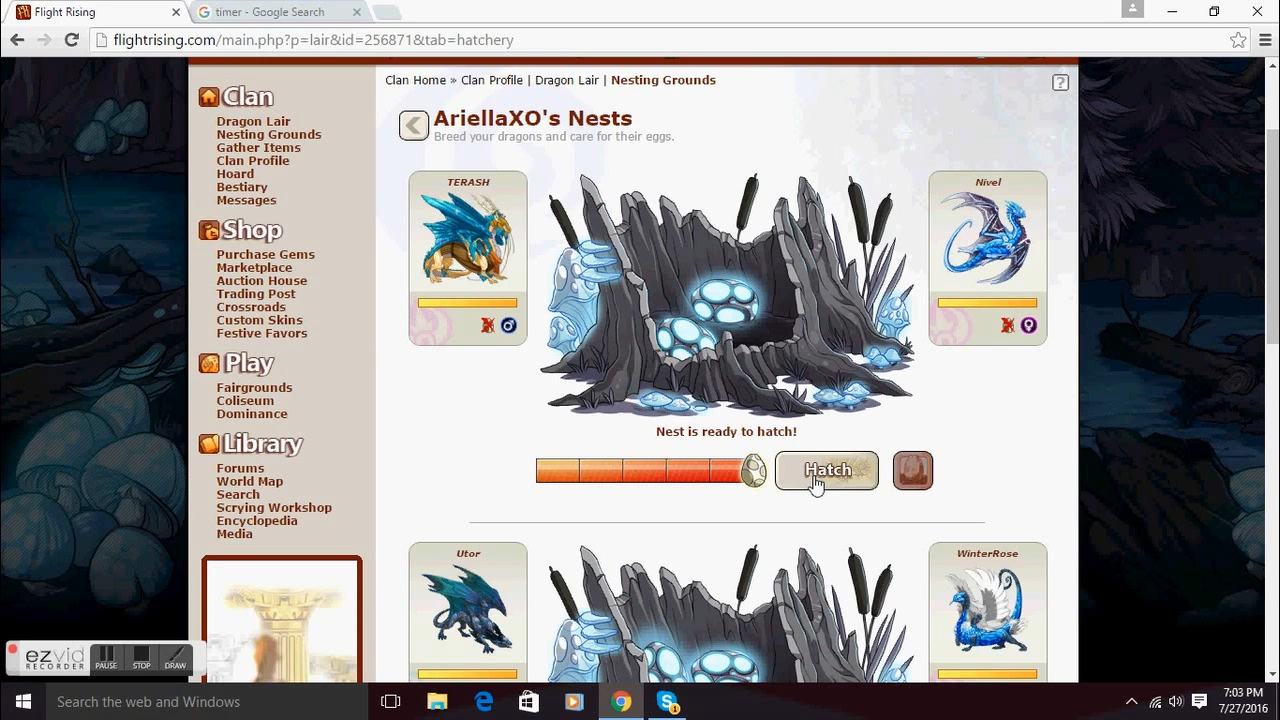 Flight Rising
timer - Google Search
flightrising.com/main.php?p=lair&id=256871&tab=hatchery
Clan
Dragon Lair
Nesting Grounds
Gather Items
Clan Profile
Hoard
Bestiary
Messages
Shop
Purchase Gems
Marketplace
Auction House
Trading Post
Crossroads
Custom Skins
Festive Favors
Play
Fairgrounds
Coliseum
Dominance
Library
Forums
World Map
Search
Scrying Workshop
Encyclopedia
Media
Clan Home » Clan Profile | Dragon Lair | Nesting Grounds
?
AriellaXO's Nests
Breed your dragons and care for their eggs.
TERASH
Nivel
Nest is ready to hatch!
Hatch
Utor
WinterRose
ezvid
RECORDER
PAUSE
STOP
DRAW
Search the web and Windows
1
7:03 PM
7/27/2016